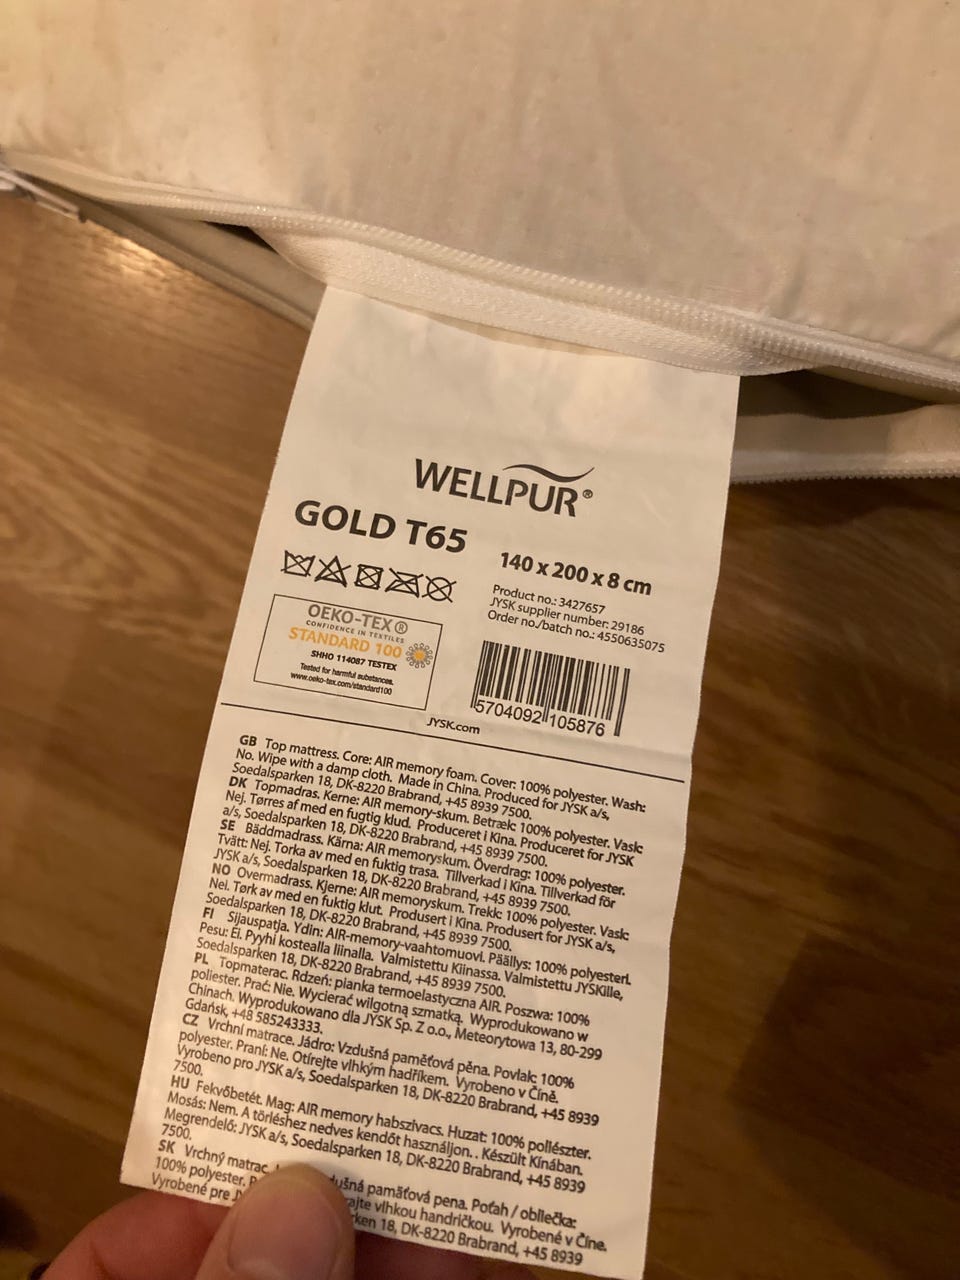 WELLPUR®
GOLD T65
140 x 200 x 8 cm
Product no.: 3427657
JYSK supplier number: 29186
Order no./batch no.: 4550635075
OEKO-TEX®
CONFIDENCE IN TEXTILES
STANDARD 100
SHHO 114087 TESTEX
Tested for harmful substances.
www.oeko-tex.com/standard100
5704092 105876
JYSK.com
GB Top mattress. Core: AIR memory foam. Cover: 100% polyester. Wash:
No. Wipe with a damp cloth. Made in China. Produced for JYSK a/s,
Soedalsparken 18, DK-8220 Brabrand, +45 8939 7500.
DK Topmadras. Kerne: AIR memory-skum. Betræk: 100% polyester. Vask:
Nej. Tørres af med en fugtig klud. Produceret i Kina. Produceret for JYSK
a/s, Soedalsparken 18, DK-8220 Brabrand, +45 8939 7500.
SE Bäddmadrass. Kärna: AIR memoryskum. Överdrag: 100% polyester.
Tvätt: Nej. Torka av med en fuktig trasa. Tillverkad i Kina. Tillverkad för
JYSK a/s, Soedalsparken 18, DK-8220 Brabrand, +45 8939 7500.
NO Overmadrass. Kjerne: AIR memoryskum. Trekk: 100% polyester. Vask:
Nei. Tørk av med en fuktig klut. Produsert i Kina. Produsert for JYSK a/s,
Soedalsparken 18, DK-8220 Brabrand, +45 8939 7500.
FI Sijauspatja. Ydin: AIR-memory-vaahtomuovi. Päällys: 100% polyesteri.
Pesu: Ei. Pyyhi kostealla liinalla. Valmistettu Kiinassa. Valmistettu JYSKille,
Soedalsparken 18, DK-8220 Brabrand, +45 8939 7500.
PL Topmaterac. Rdzeń: pianka termoelastyczna AIR. Poszwa: 100%
poliester. Prać: Nie. Wycierać wilgotną szmatką. Wyprodukowano w
Chinach. Wyprodukowano dla JYSK Sp. Z o.o., Meteorytowa 13, 80-299
Gdańsk, +48 585243333.
CZ Vrchní matrace. Jádro: Vzdušná paměťová pěna. Povlak: 100%
polyester. Praní: Ne. Otírejte vlhkým hadříkem. Vyrobeno v Číně.
Vyrobeno pro JYSK a/s, Soedalsparken 18, DK-8220 Brabrand, +45 8939
7500.
HU Fekvőbetét. Mag: AIR memory habszivacs. Huzat: 100% poliészter.
Mosás: Nem. A törléshez nedves kendőt használjon. . Készült Kínában.
Megrendelő: JYSK a/s, Soedalsparken 18, DK-8220 Brabrand, +45 8939
7500.
SK Vrchný matrac. pamäťová pena. Poťah / obliečka:
100% polyester. vlhkou handričkou. Vyrobené v Číne.
Vyrobené pre 18, DK-8220 Brabrand, +45 8939